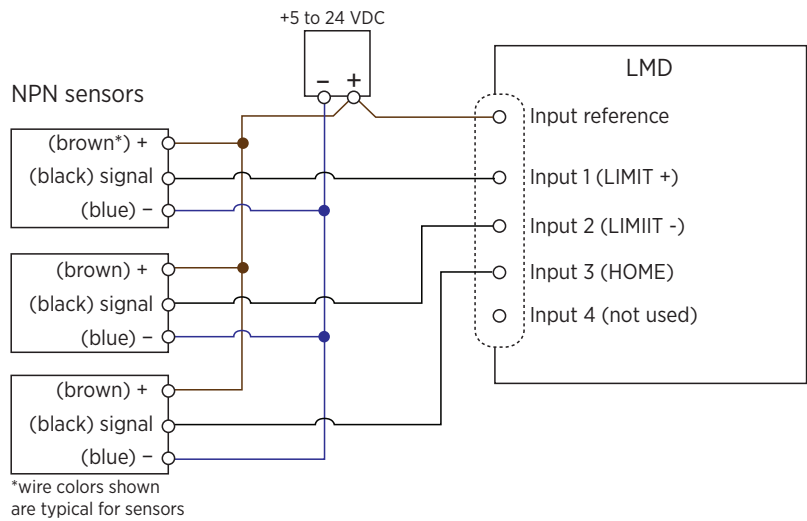 +5 to 24 VDC
− +
NPN sensors
(brown*) +
(black) signal
(blue) −
(brown) +
(black) signal
(blue) −
(brown) +
(black) signal
(blue) −
*wire colors shown
are typical for sensors
LMD
Input reference
Input 1 (LIMIT +)
Input 2 (LIMIIT -)
Input 3 (HOME)
Input 4 (not used)